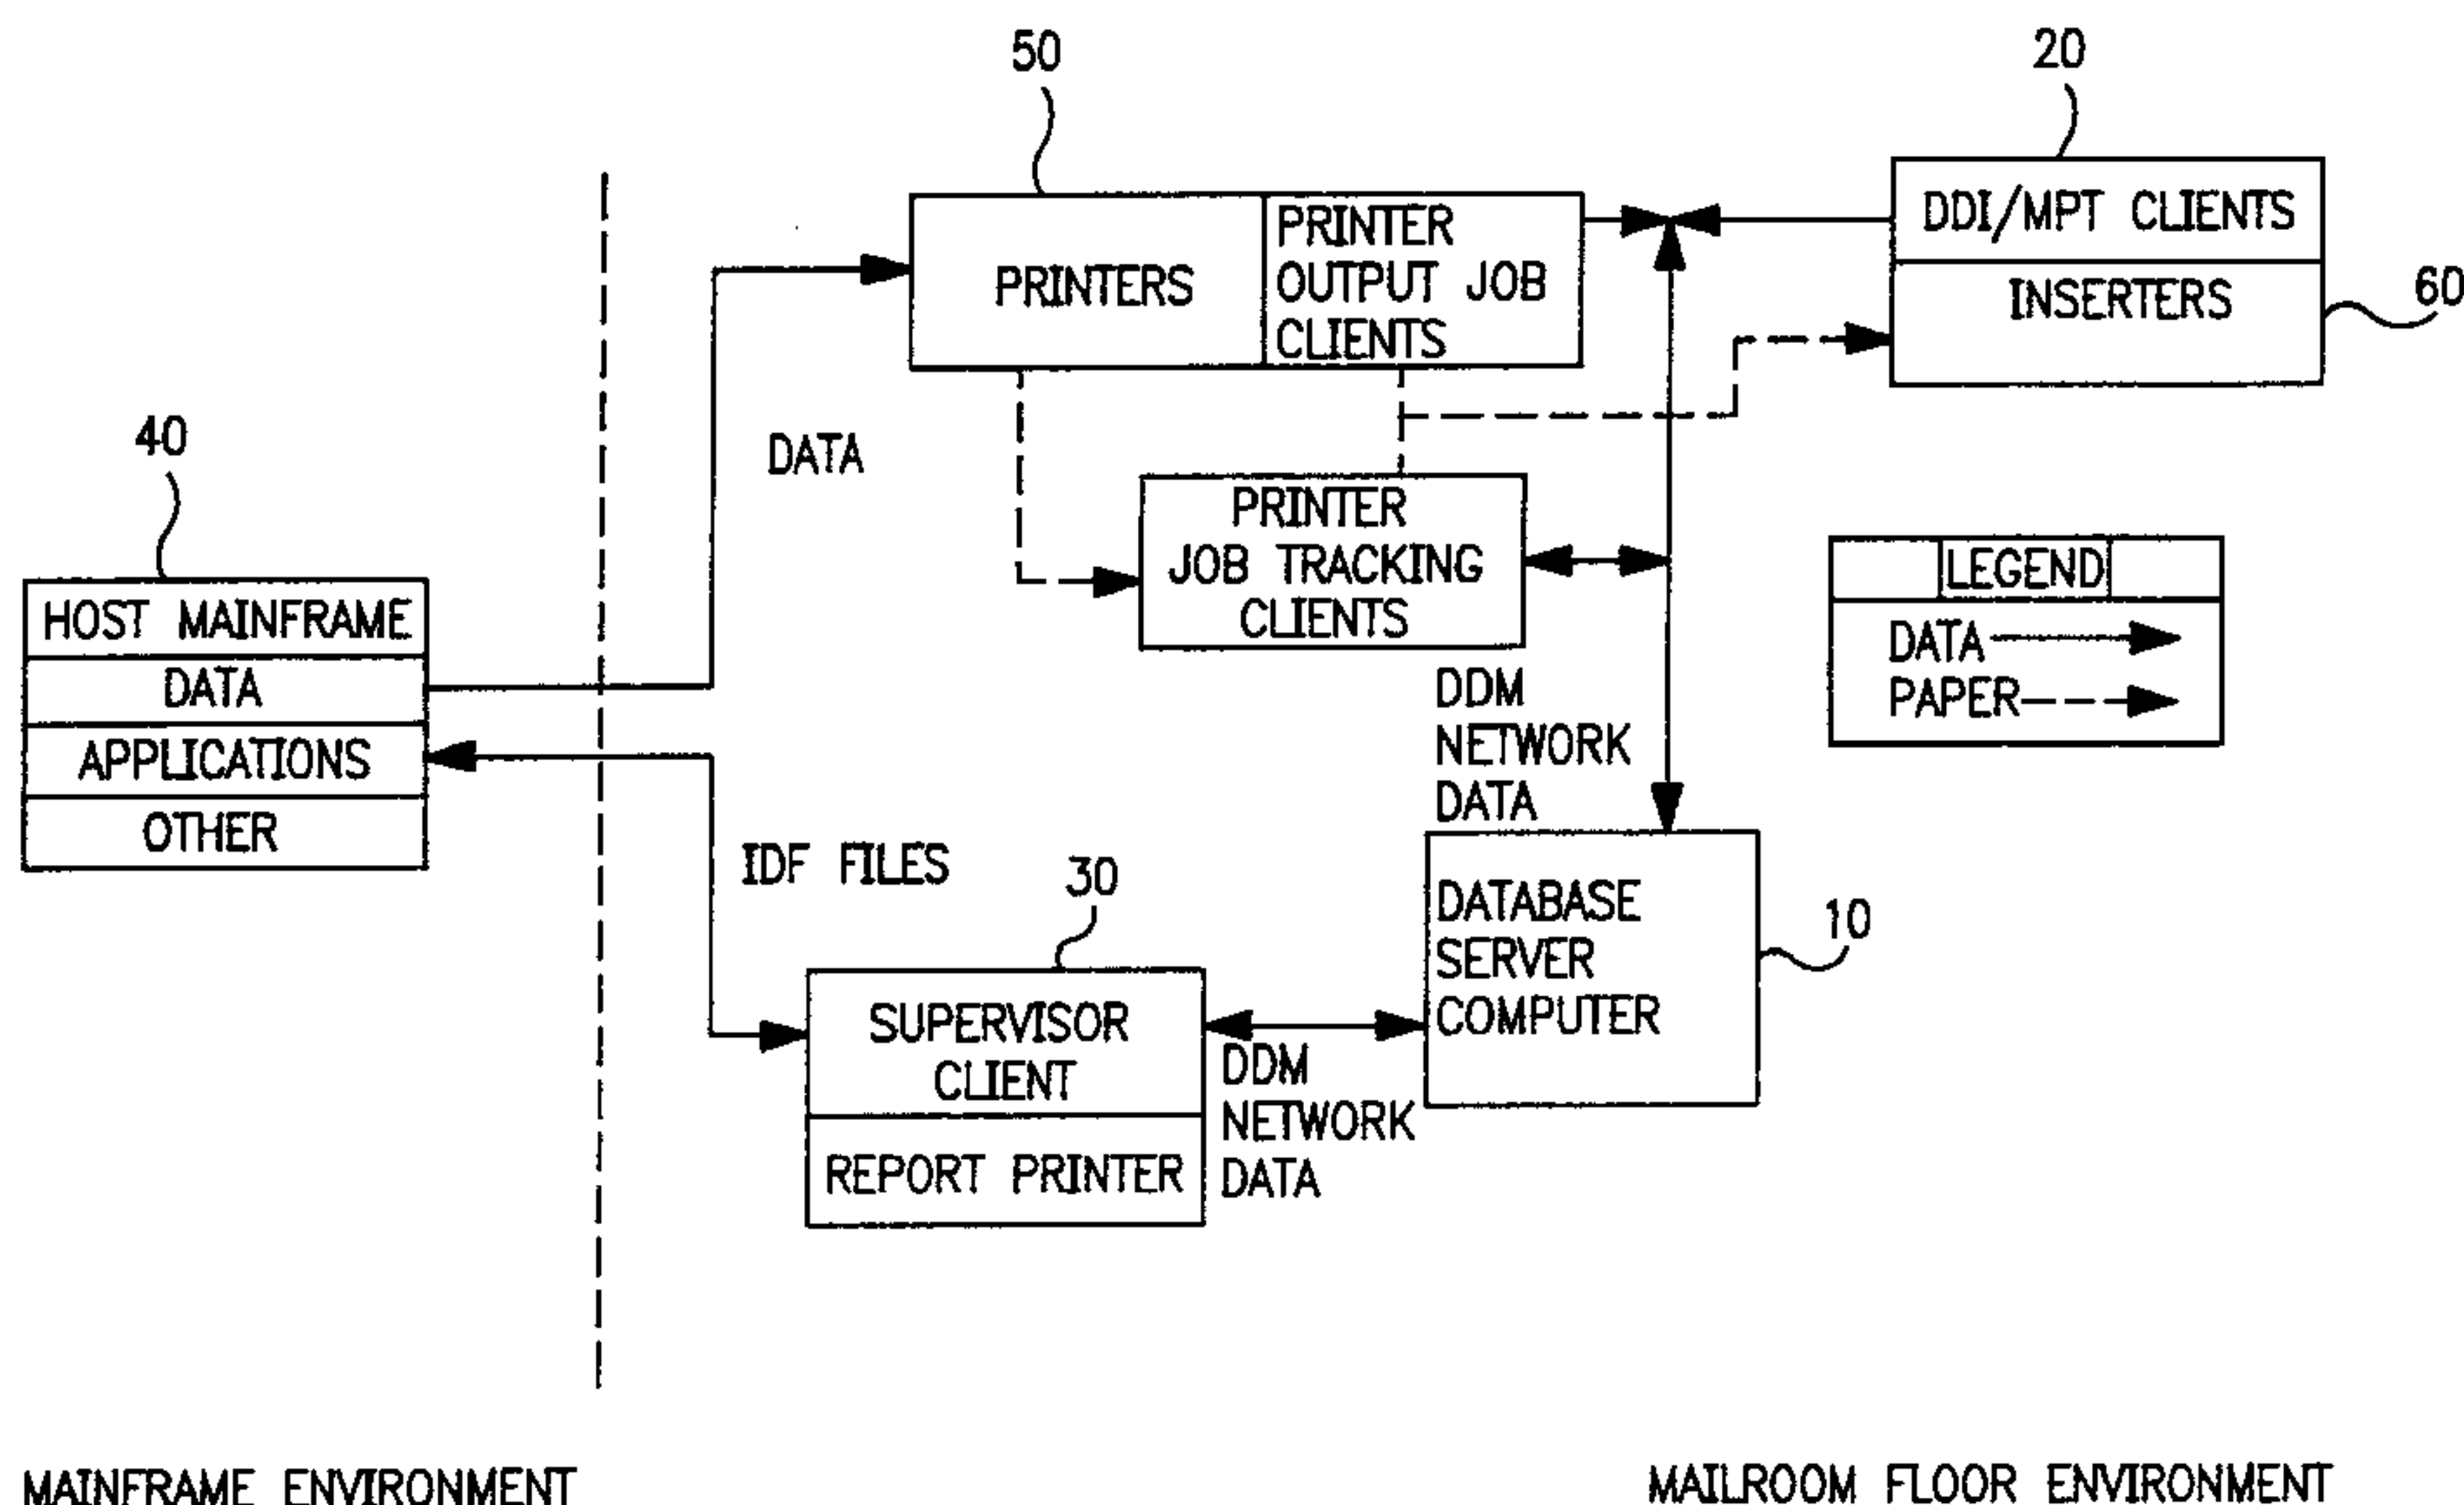 50
20
PRINTERS
PRINTER
OUTPUT JOB
CLIENTS
DDI/MPT CLIENTS
INSERTERS
60
DATA
40
HOST MAINFRAME
DATA
APPLICATIONS
OTHER
PRINTER
JOB TRACKING
CLIENTS
LEGEND
DATA
PAPER
DDM
NETWORK
DATA
IDF FILES
30
SUPERVISOR
CLIENT
REPORT PRINTER
DDM
NETWORK
DATA
DATABASE
SERVER
COMPUTER
10
MAINFRAME ENVIRONMENT
MAILROOM FLOOR ENVIRONMENT